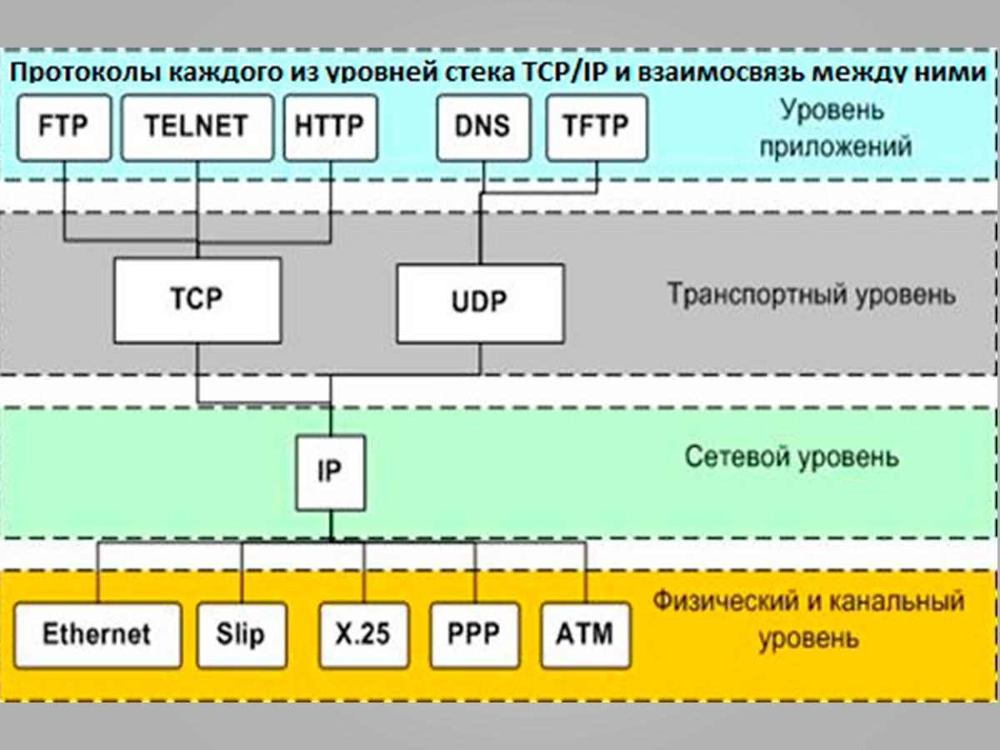 Протоколы каждого из уровней стека TCP/IP и взаимосвязь между ними
FTP
TELNET
HTTP
DNS
TFTP
Уровень
приложений
TCP
UDP
Транспортный уровень
IP
Сетевой уровень
Ethernet
Slip
X.25
PPP
ATM
Физический и канальный
уровень